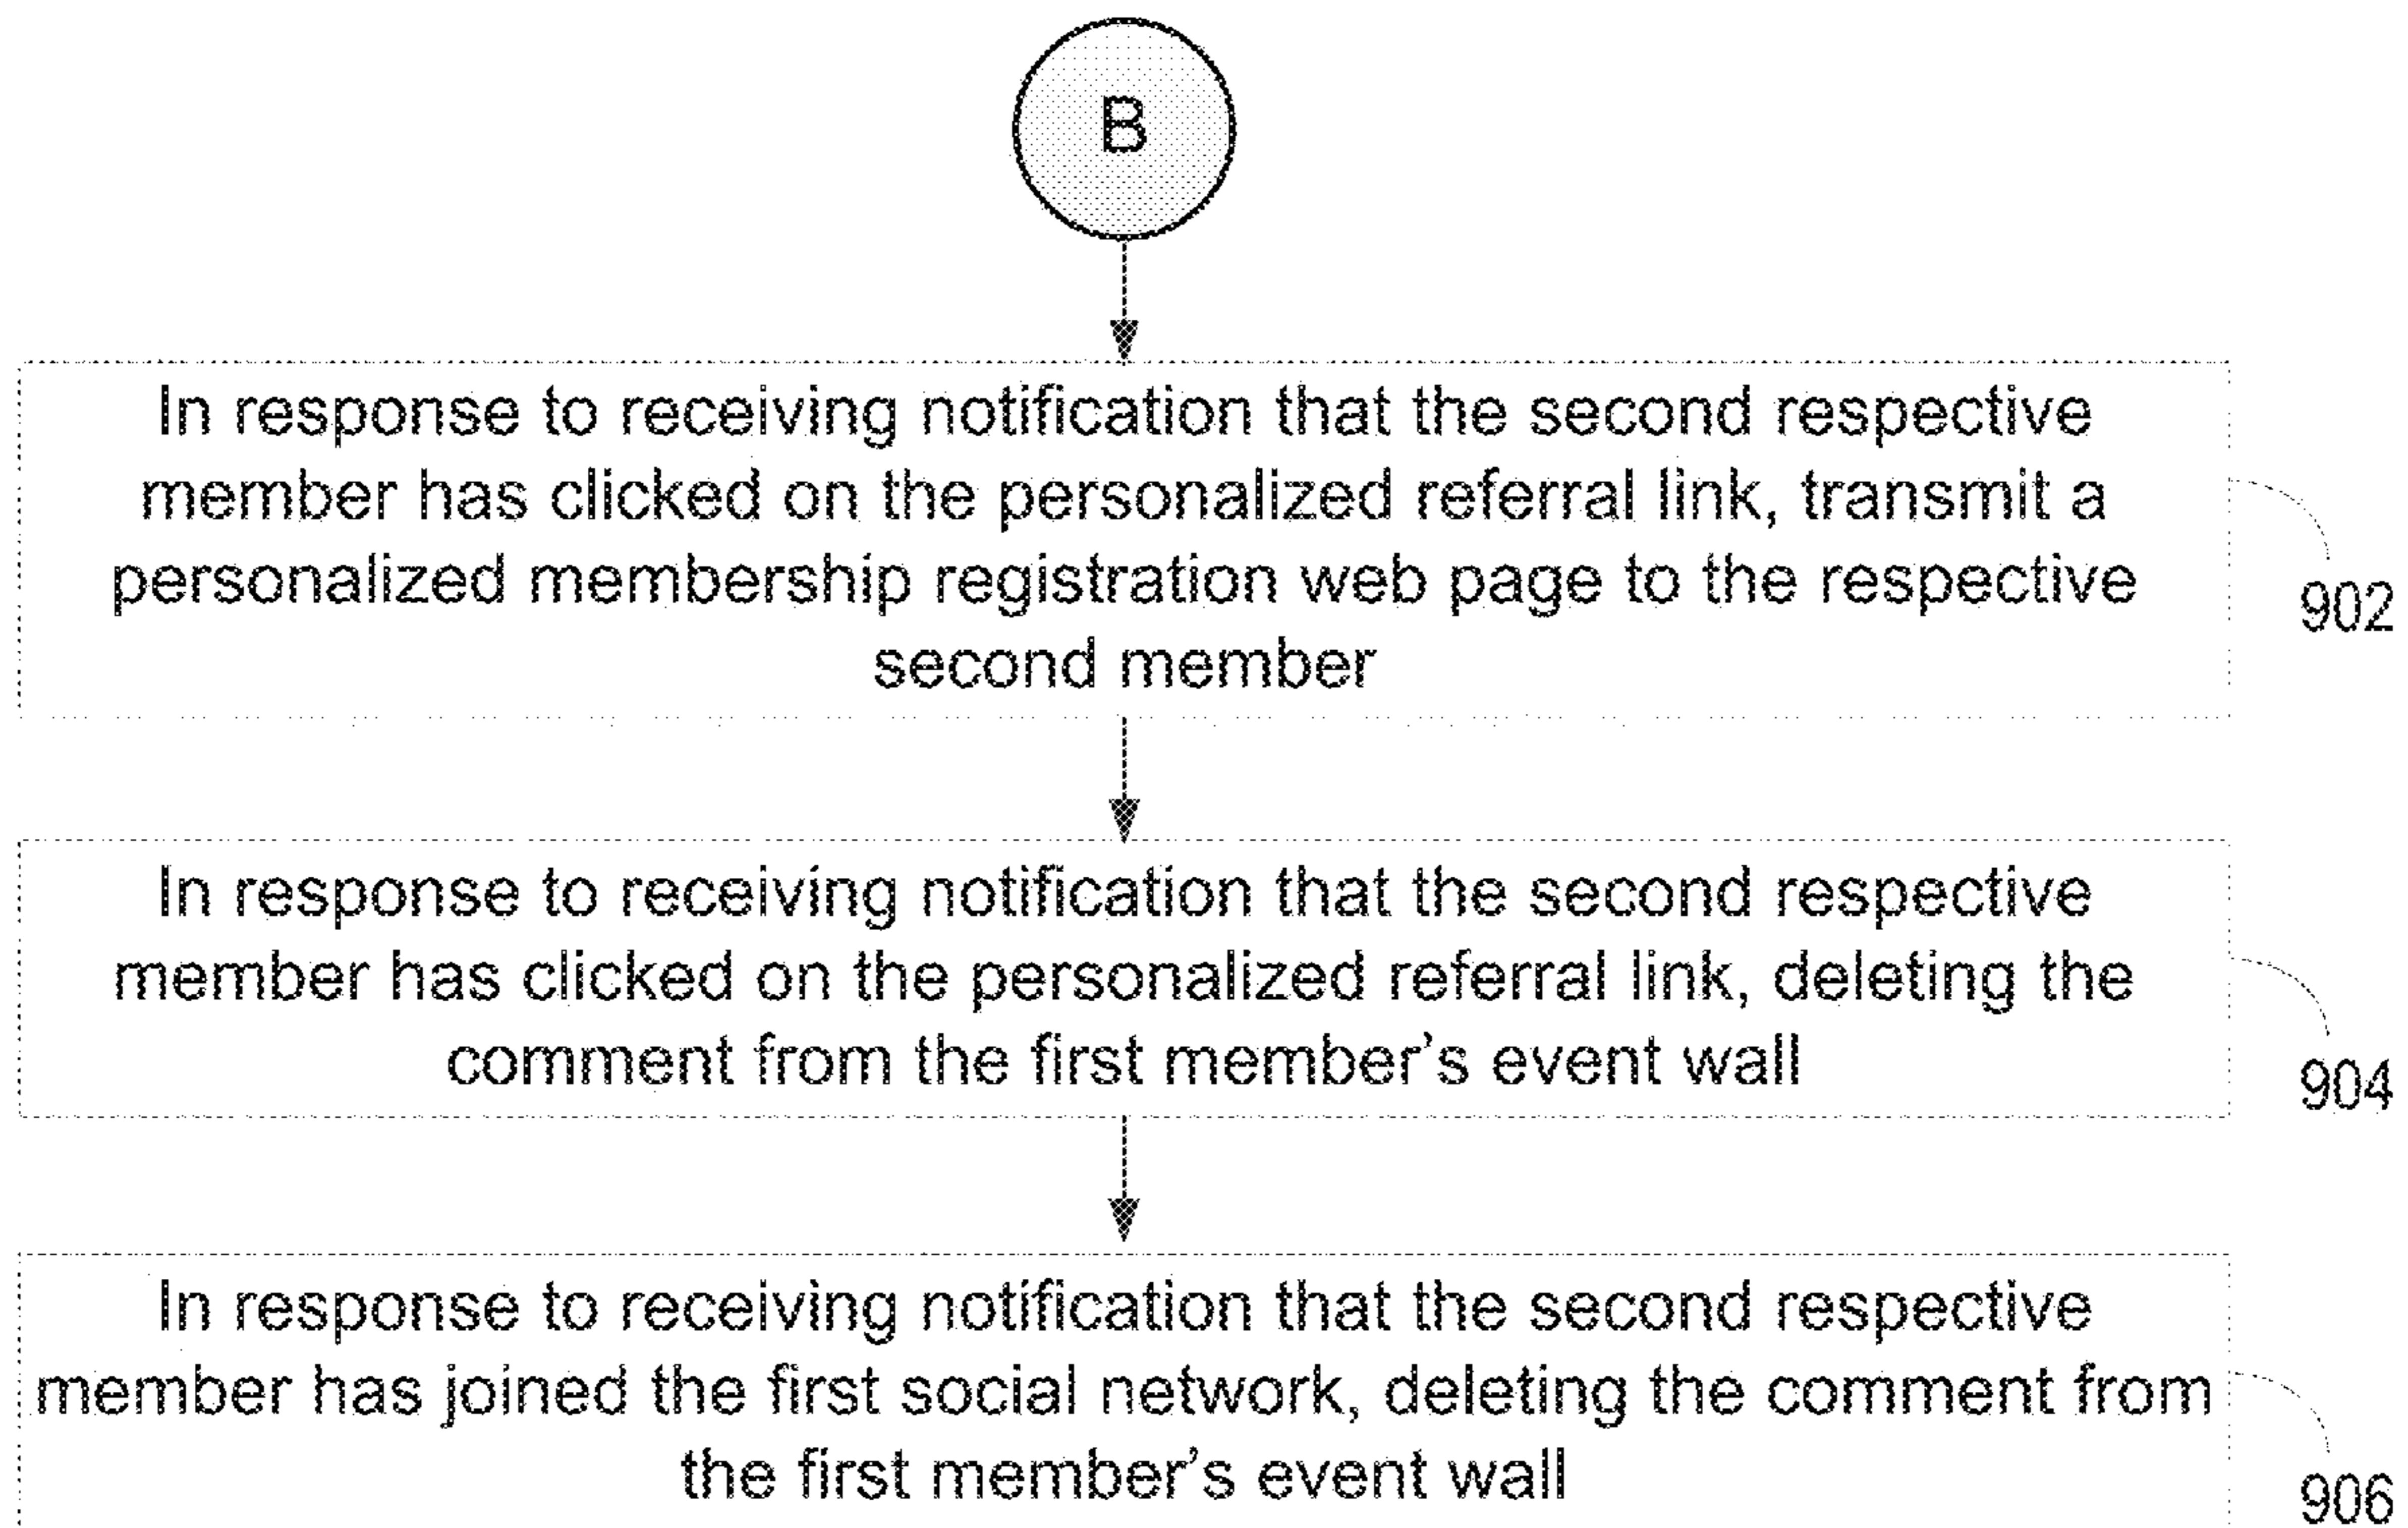 B
In response to receiving notification that the second respective
member has clicked on the personalized referral link, transmit a
personalized membership registration web page to the respective
second member
902
In response to receiving notification that the second respective
member has clicked on the personalized referral link, deleting the
comment from the first member's event wall
904
In response to receiving notification that the second respective
member has joined the first social network, deleting the comment from
the first member's event wall
906